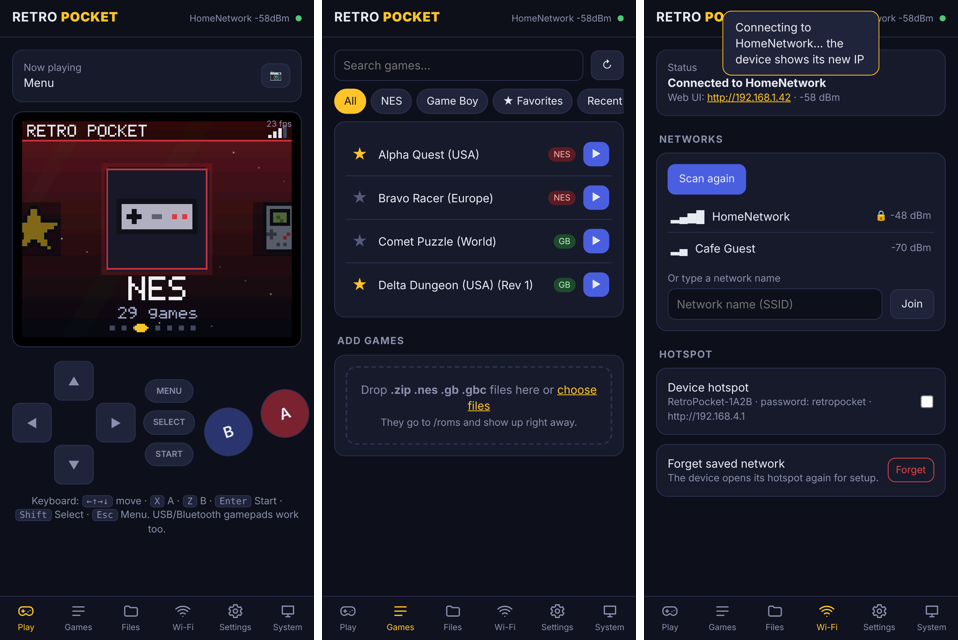 RETRO POCKET
HomeNetwork -58dBm
Now playing
Menu
23 fps
RETRO POCKET
NES
29 games
MENU
SELECT
START
B
A
Keyboard: ←↑→↓ move · X A · Z B · Enter Start ·
Shift Select · Esc Menu. USB/Bluetooth gamepads work
too.
Play
Games
Files
Wi-Fi
Settings
System
RETRO POCKET
HomeNetwork -58dBm
Search games...
All
NES
Game Boy
★ Favorites
Recent
Alpha Quest (USA)
NES
Bravo Racer (Europe)
NES
Comet Puzzle (World)
GB
Delta Dungeon (USA) (Rev 1)
GB
ADD GAMES
Drop .zip .nes .gb .gbc files here or choose
files
They go to /roms and show up right away.
Play
Games
Files
Wi-Fi
Settings
System
RETRO PO
work -58dBm
Connecting to
HomeNetwork... the
device shows its new IP
Status
Connected to HomeNetwork
Web UI: http://192.168.1.42 · -58 dBm
NETWORKS
Scan again
HomeNetwork
-48 dBm
Cafe Guest
-70 dBm
Or type a network name
Network name (SSID)
Join
HOTSPOT
Device hotspot
RetroPocket-1A2B · password: retropocket ·
http://192.168.4.1
Forget saved network
The device opens its hotspot again for setup.
Forget
Play
Games
Files
Wi-Fi
Settings
System